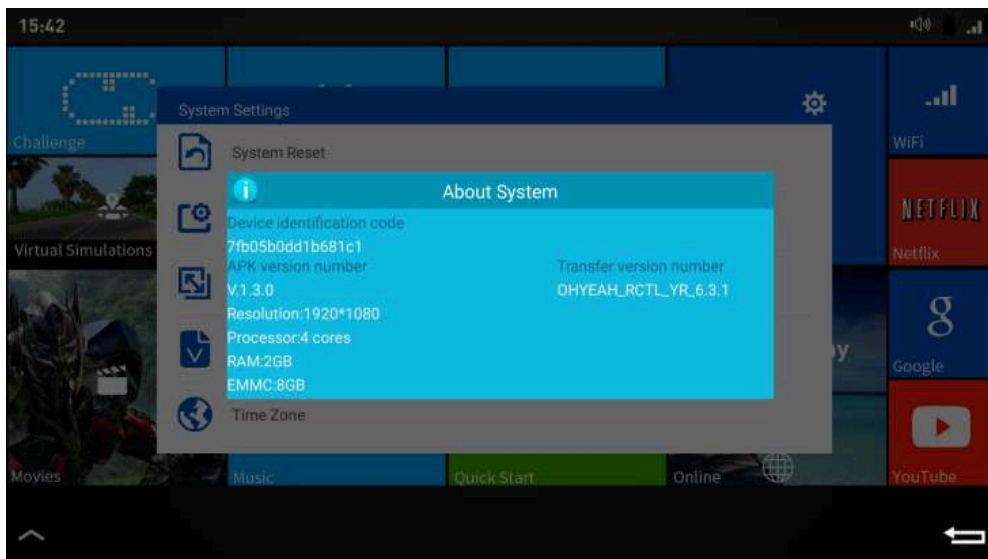 15:42
Challenge
WiFi
System Settings
System Reset
About System
Device identification code
7fb05b0dd1b681c1
APK version number
Transfer version number
V.1.3.0
OHYEAH_RCTL_YR_6.3.1
Resolution:1920*1080
Processor:4 cores
RAM:2GB
EMMC:8GB
Time Zone
Virtual Simulations
NETFLIX
Netflix
y
g
Google
Movies
Music
Quick Start
Online
YouTube